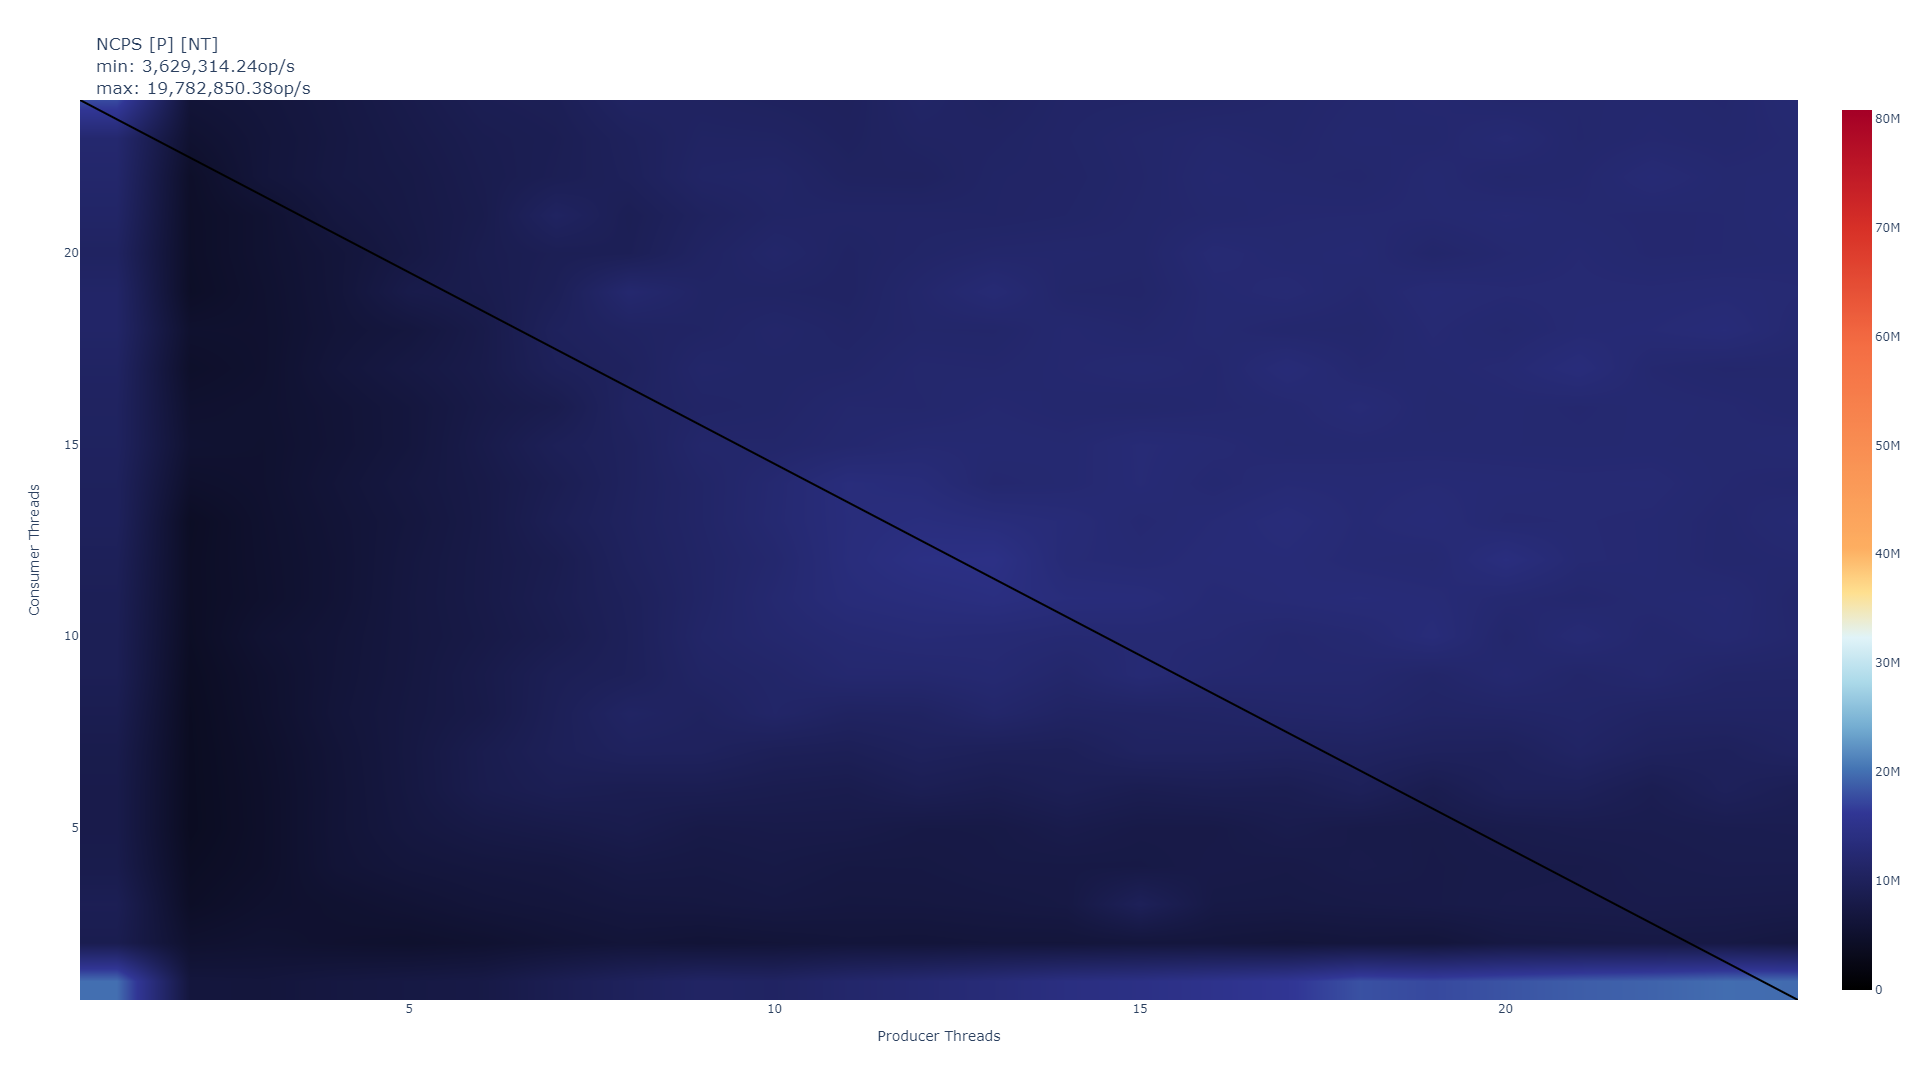 NCPS [P] [NT]
min: 3,629,314.24op/s
max: 19,782,850.38op/s
80M
70M
60M
50M
40M
30M
20M
10M
0
Consumer Threads
20
15
10
5
5
10
15
20
Producer Threads